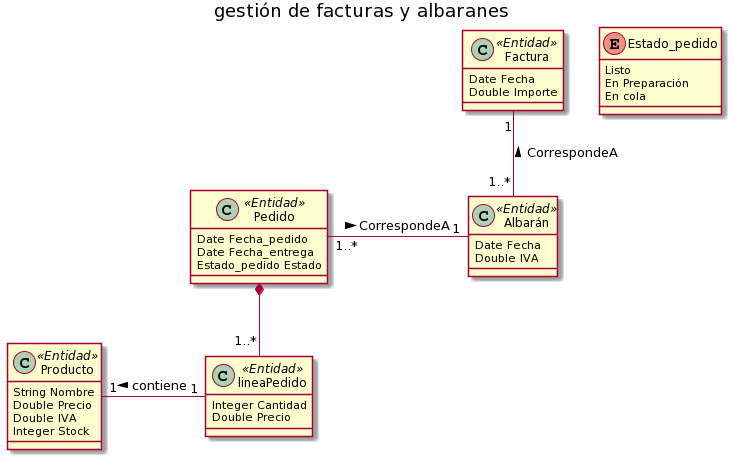 gestión de facturas y albaranes
C «Entidad»
Factura
Date Fecha
Double Importe
E Estado_pedido
Listo
En Preparación
En cola
1
CorrespondeA
1..*
C «Entidad»
Pedido
Date Fecha_pedido
Date Fecha_entrega
Estado_pedido Estado
CorrespondeA
1..*
1
C «Entidad»
Albarán
Date Fecha
Double IVA
1..*
C «Entidad»
Producto
String Nombre
Double Precio
Double IVA
Integer Stock
1
contiene
1
C «Entidad»
lineaPedido
Integer Cantidad
Double Precio